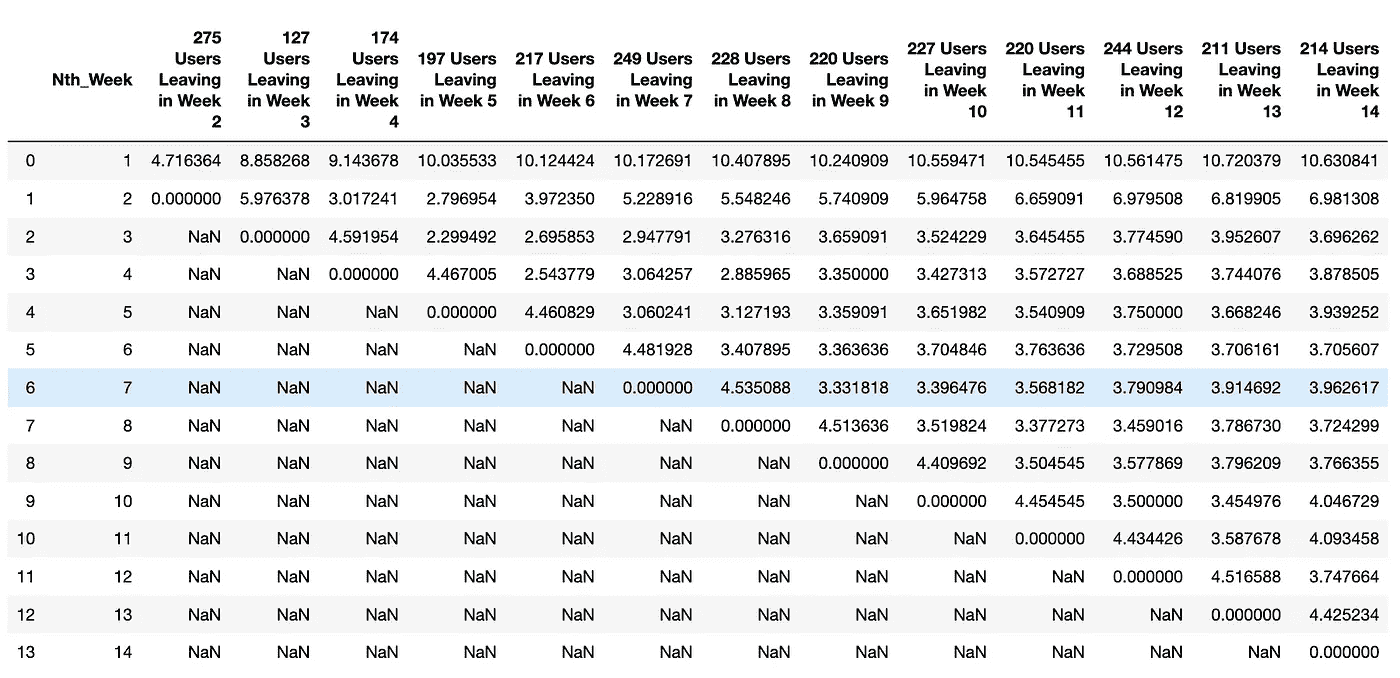 Nth_Week 275 Users Leaving in Week 2 127 Users Leaving in Week 3 174 Users Leaving in Week 4 197 Users Leaving in Week 5 217 Users Leaving in Week 6 249 Users Leaving in Week 7 228 Users Leaving in Week 8 220 Users Leaving in Week 9 227 Users Leaving in Week 10 220 Users Leaving in Week 11 244 Users Leaving in Week 12 211 Users Leaving in Week 13 214 Users Leaving in Week 14
0 1 4.716364 8.858268 9.143678 10.035533 10.124424 10.172691 10.407895 10.240909 10.559471 10.545455 10.561475 10.720379 10.630841
1 2 0.000000 5.976378 3.017241 2.796954 3.972350 5.228916 5.548246 5.740909 5.964758 6.659091 6.979508 6.819905 6.981308
2 3 NaN 0.000000 4.591954 2.299492 2.695853 2.947791 3.276316 3.659091 3.524229 3.645455 3.774590 3.952607 3.696262
3 4 NaN NaN 0.000000 4.467005 2.543779 3.064257 2.885965 3.350000 3.427313 3.572727 3.688525 3.744076 3.878505
4 5 NaN NaN NaN 0.000000 4.460829 3.060241 3.127193 3.359091 3.651982 3.540909 3.750000 3.668246 3.939252
5 6 NaN NaN NaN NaN 0.000000 4.481928 3.407895 3.363636 3.704846 3.763636 3.729508 3.706161 3.705607
6 7 NaN NaN NaN NaN NaN 0.000000 4.535088 3.331818 3.396476 3.568182 3.790984 3.914692 3.962617
7 8 NaN NaN NaN NaN NaN NaN 0.000000 4.513636 3.519824 3.377273 3.459016 3.786730 3.724299
8 9 NaN NaN NaN NaN NaN NaN NaN 0.000000 4.409692 3.504545 3.577869 3.796209 3.766355
9 10 NaN NaN NaN NaN NaN NaN NaN NaN 0.000000 4.454545 3.500000 3.454976 4.046729
10 11 NaN NaN NaN NaN NaN NaN NaN NaN NaN 0.000000 4.434426 3.587678 4.093458
11 12 NaN NaN NaN NaN NaN NaN NaN NaN NaN NaN 0.000000 4.516588 3.747664
12 13 NaN NaN NaN NaN NaN NaN NaN NaN NaN NaN NaN 0.000000 4.425234
13 14 NaN NaN NaN NaN NaN NaN NaN NaN NaN NaN NaN NaN 0.000000